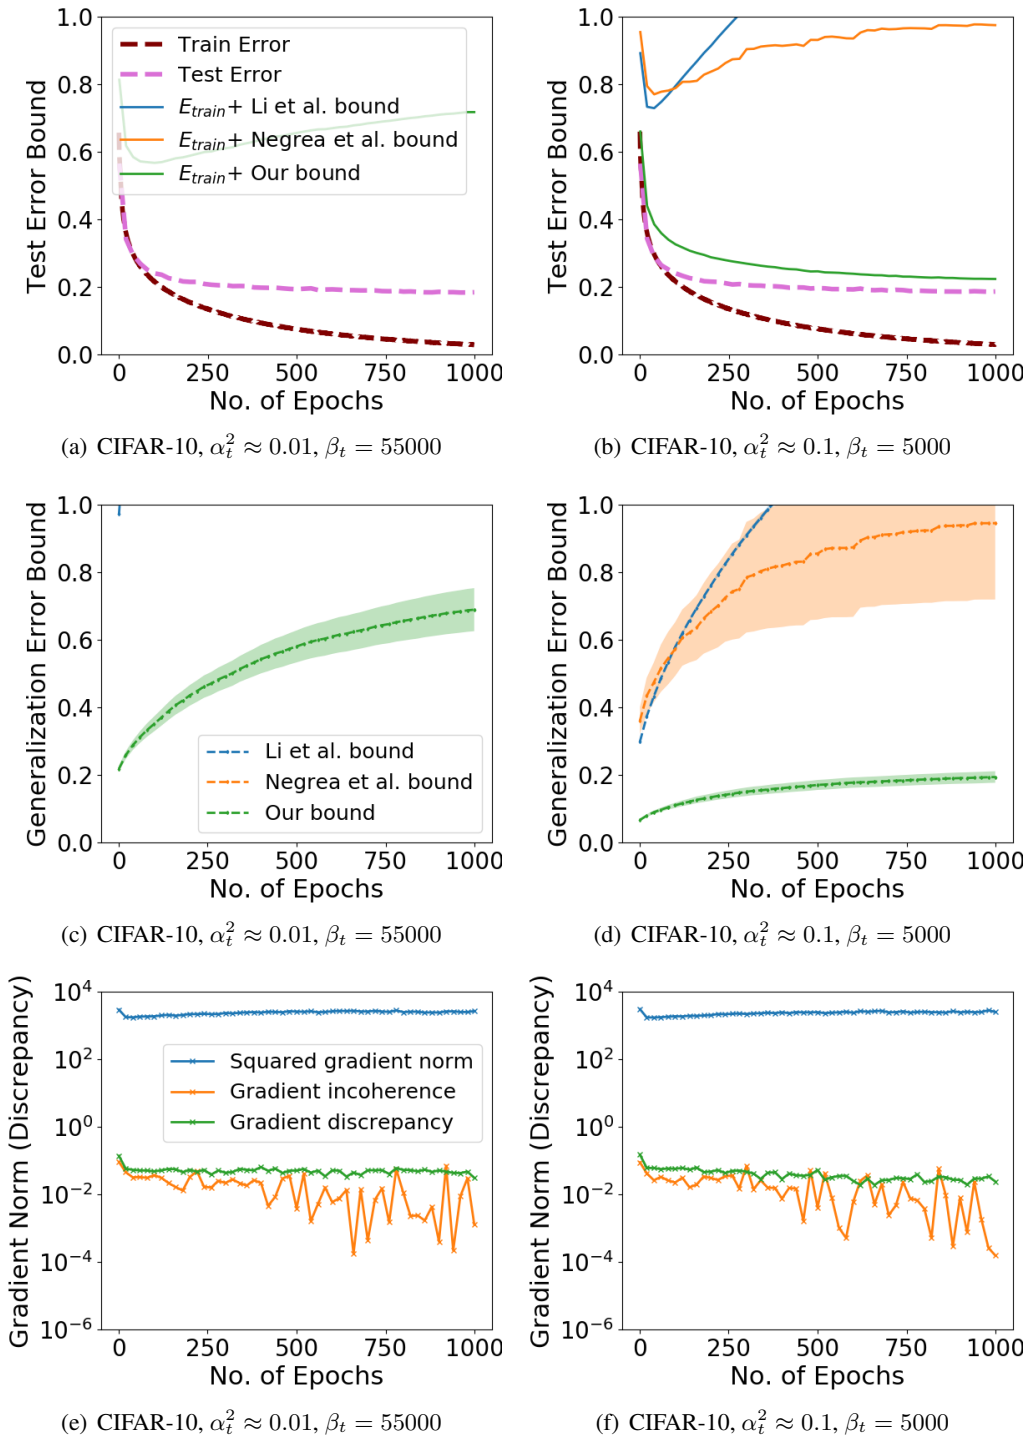 1.0
0.8
0.6
0.4
0.2
0.0
Test Error Bound
Train Error
Test Error
E_train+ Li et al. bound
E_train+ Negrea et al. bound
E_train+ Our bound
0 250 500 750 1000
No. of Epochs
(a) CIFAR-10, α_t^2 ≈ 0.01, β_t = 55000
1.0
0.8
0.6
0.4
0.2
0.0
Test Error Bound
0 250 500 750 1000
No. of Epochs
(b) CIFAR-10, α_t^2 ≈ 0.1, β_t = 5000
1.0
0.8
0.6
0.4
0.2
0.0
Generalization Error Bound
Li et al. bound
Negrea et al. bound
Our bound
0 250 500 750 1000
No. of Epochs
(c) CIFAR-10, α_t^2 ≈ 0.01, β_t = 55000
1.0
0.8
0.6
0.4
0.2
0.0
Generalization Error Bound
0 250 500 750 1000
No. of Epochs
(d) CIFAR-10, α_t^2 ≈ 0.1, β_t = 5000
10^4
10^2
10^0
10^−2
10^−4
10^−6
Gradient Norm (Discrepancy)
Squared gradient norm
Gradient incoherence
Gradient discrepancy
0 250 500 750 1000
No. of Epochs
(e) CIFAR-10, α_t^2 ≈ 0.01, β_t = 55000
10^4
10^2
10^0
10^−2
10^−4
10^−6
Gradient Norm (Discrepancy)
0 250 500 750 1000
No. of Epochs
(f) CIFAR-10, α_t^2 ≈ 0.1, β_t = 5000